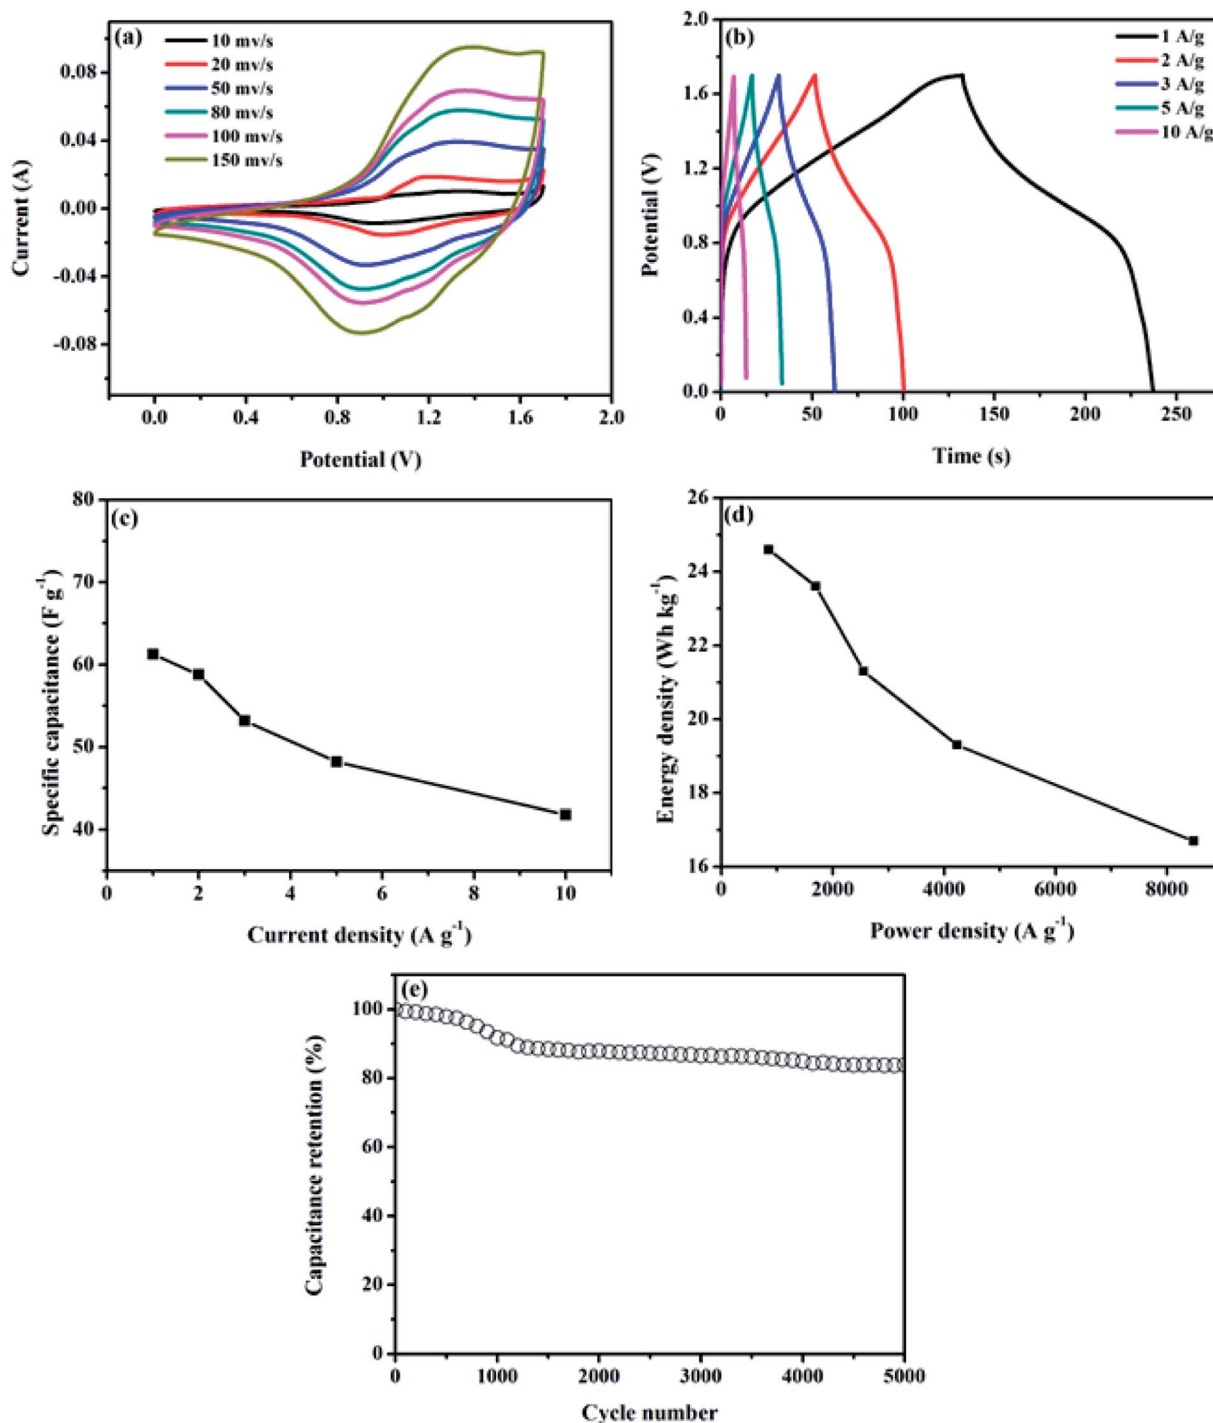 (a)
10 mv/s
20 mv/s
50 mv/s
80 mv/s
100 mv/s
150 mv/s
0.08
0.04
0.00
-0.04
-0.08
Current (A)
0.0 0.4 0.8 1.2 1.6 2.0
Potential (V)
(b)
1 A/g
2 A/g
3 A/g
5 A/g
10 A/g
2.0
1.6
1.2
0.8
0.4
0.0
Potential (V)
0 50 100 150 200 250
Time (s)
(c)
80
70
60
50
40
Specific capacitance (F g⁻¹)
0 2 4 6 8 10
Current density (A g⁻¹)
(d)
26
24
22
20
18
16
Energy density (Wh kg⁻¹)
0 2000 4000 6000 8000
Power density (A g⁻¹)
(e)
100
80
60
40
20
0
Capacitance retention (%)
0 1000 2000 3000 4000 5000
Cycle number